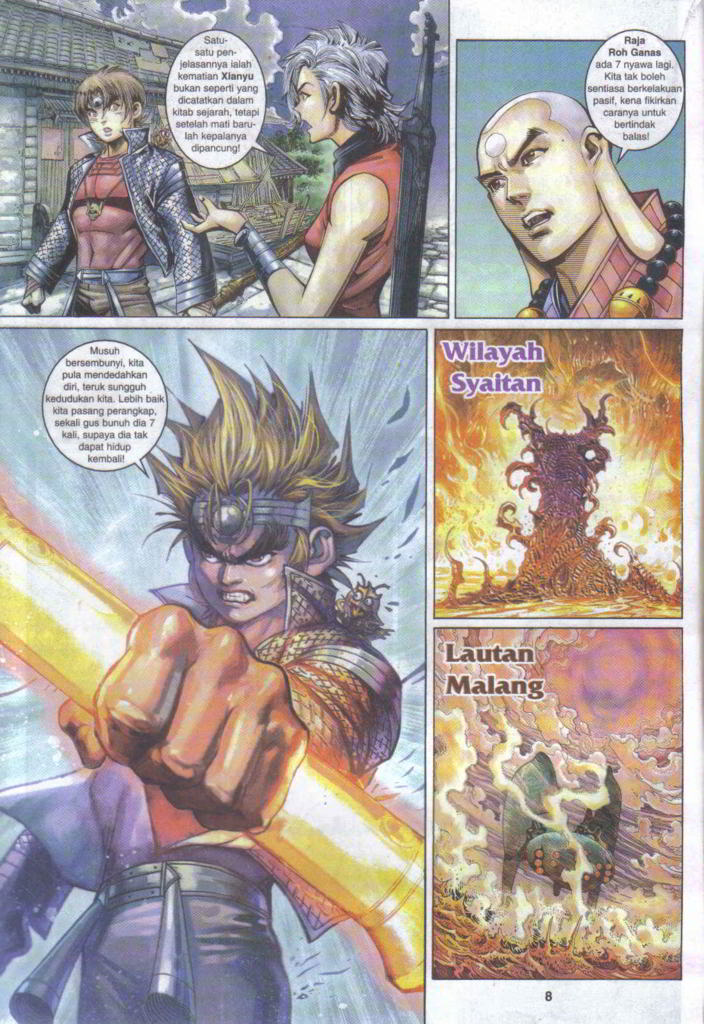 Satu-
satu pen-
jelasannya ialah
kematian Xianyu
bukan seperti yang
dicatatkan dalam
kitab sejarah, tetapi
setelah mati baru-
lah kepalanya
dipancung!
Raja
Roh Ganas
ada 7 nyawa lagi.
Kita tak boleh
sentiasa berkelakuan
pasif, kena fikirkan
caranya untuk
bertindak
balas!
Musuh
bersembunyi, kita
pula mendedahkan
diri, teruk sungguh
kedudukan kita. Lebih baik
kita pasang perangkap,
sekali gus bunuh dia 7
kali, supaya dia tak
dapat hidup
kembali!
Wilayah
Syaitan
Lautan
Malang
8